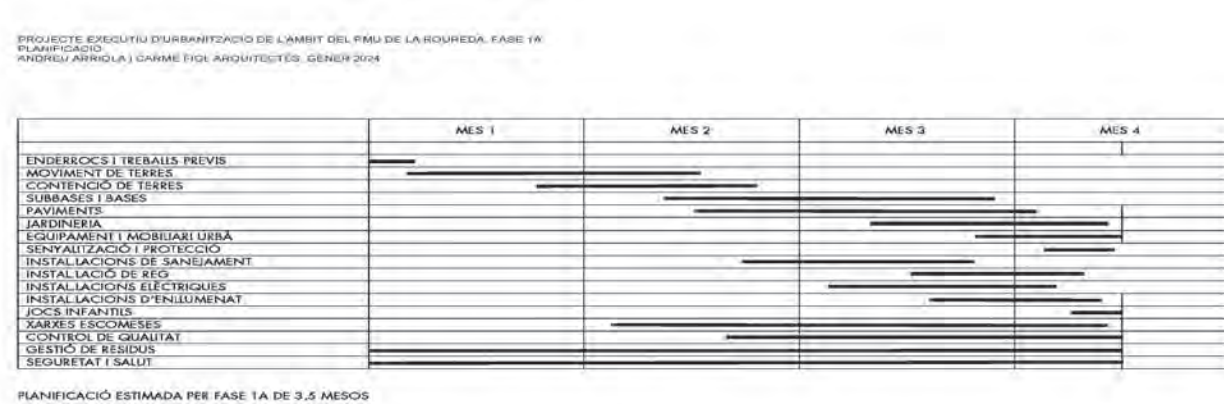 PROJECTE EXECUTIU D'URBANITZACIÓ DE L'AMBIT DEL PMU DE LA ROUREDA. FASE 1A
PLANIFICACIÓ
ANDREU ARRIOLA I CARME FIOL ARQUITECTES. GENER 2024
MES 1 MES 2 MES 3 MES 4
ENDERROCS I TREBALLS PREVIS
MOVIMENT DE TERRES
CONTENCIÓ DE TERRES
SUBBASES I BASES
PAVIMENTS
JARDINERIA
EQUIPAMENT I MOBILIARI URBÀ
SENYALITZACIÓ I PROTECCIÓ
INSTAL.LACIONS DE SANEJAMENT
INSTAL.LACIÓ DE REG
INSTAL.LACIONS ELÈCTRIQUES
INSTAL.LACIONS D'ENLLUMENAT
JOCS INFANTILS
XARXES ESCOMESES
CONTROL DE QUALITAT
GESTIÓ DE RESIDUS
SEGURETAT I SALUT
PLANIFICACIÓ ESTIMADA PER FASE 1A DE 3,5 MESOS